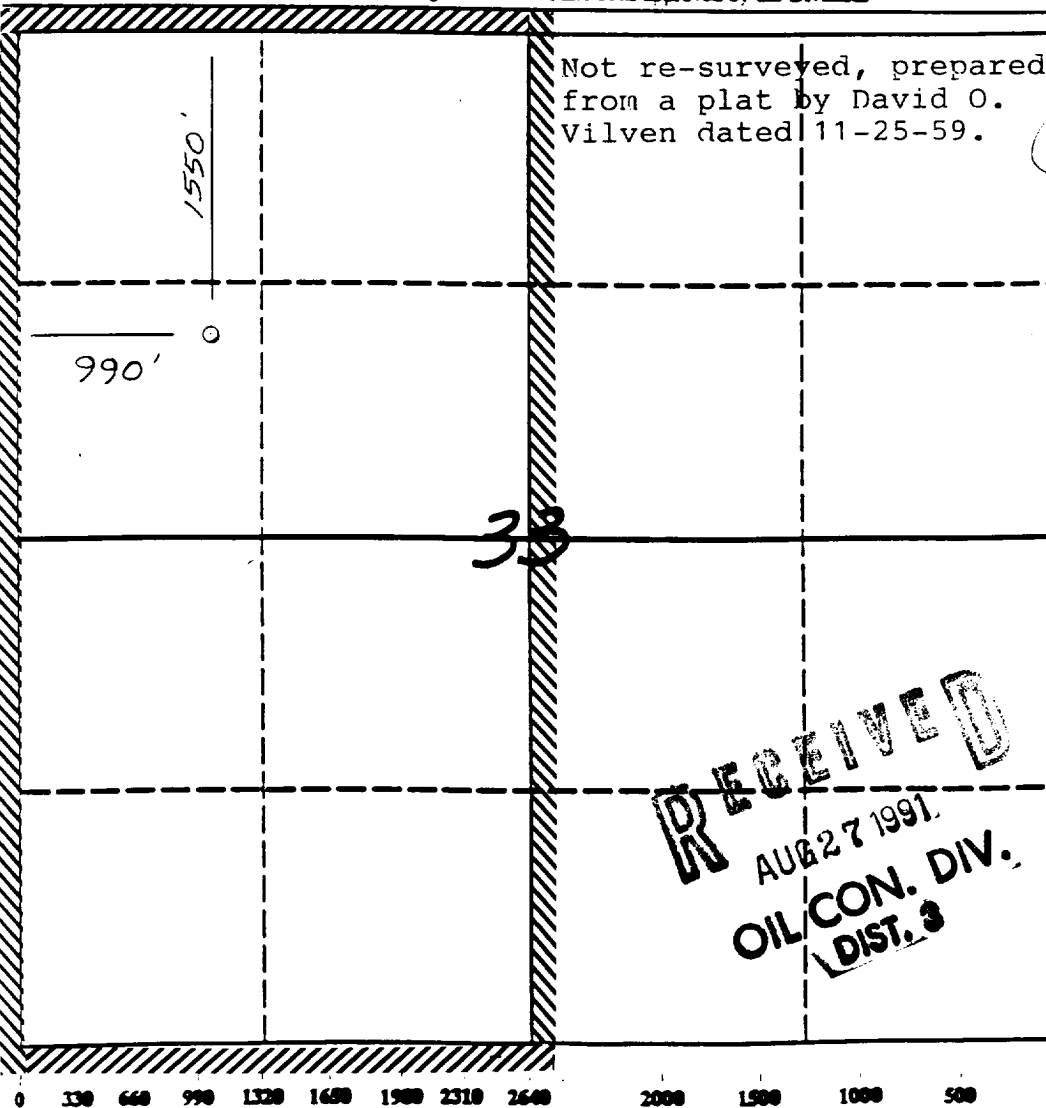 Not re-surveyed, prepared
from a plat by David O.
Vilven dated 11-25-59.
1550'
990'
33
RECEIVED
AUG 27 1991.
OIL CON. DIV.
DIST. 3
0 330 660 990 1320 1650 1980 2310 2640 2000 1500 1000 500